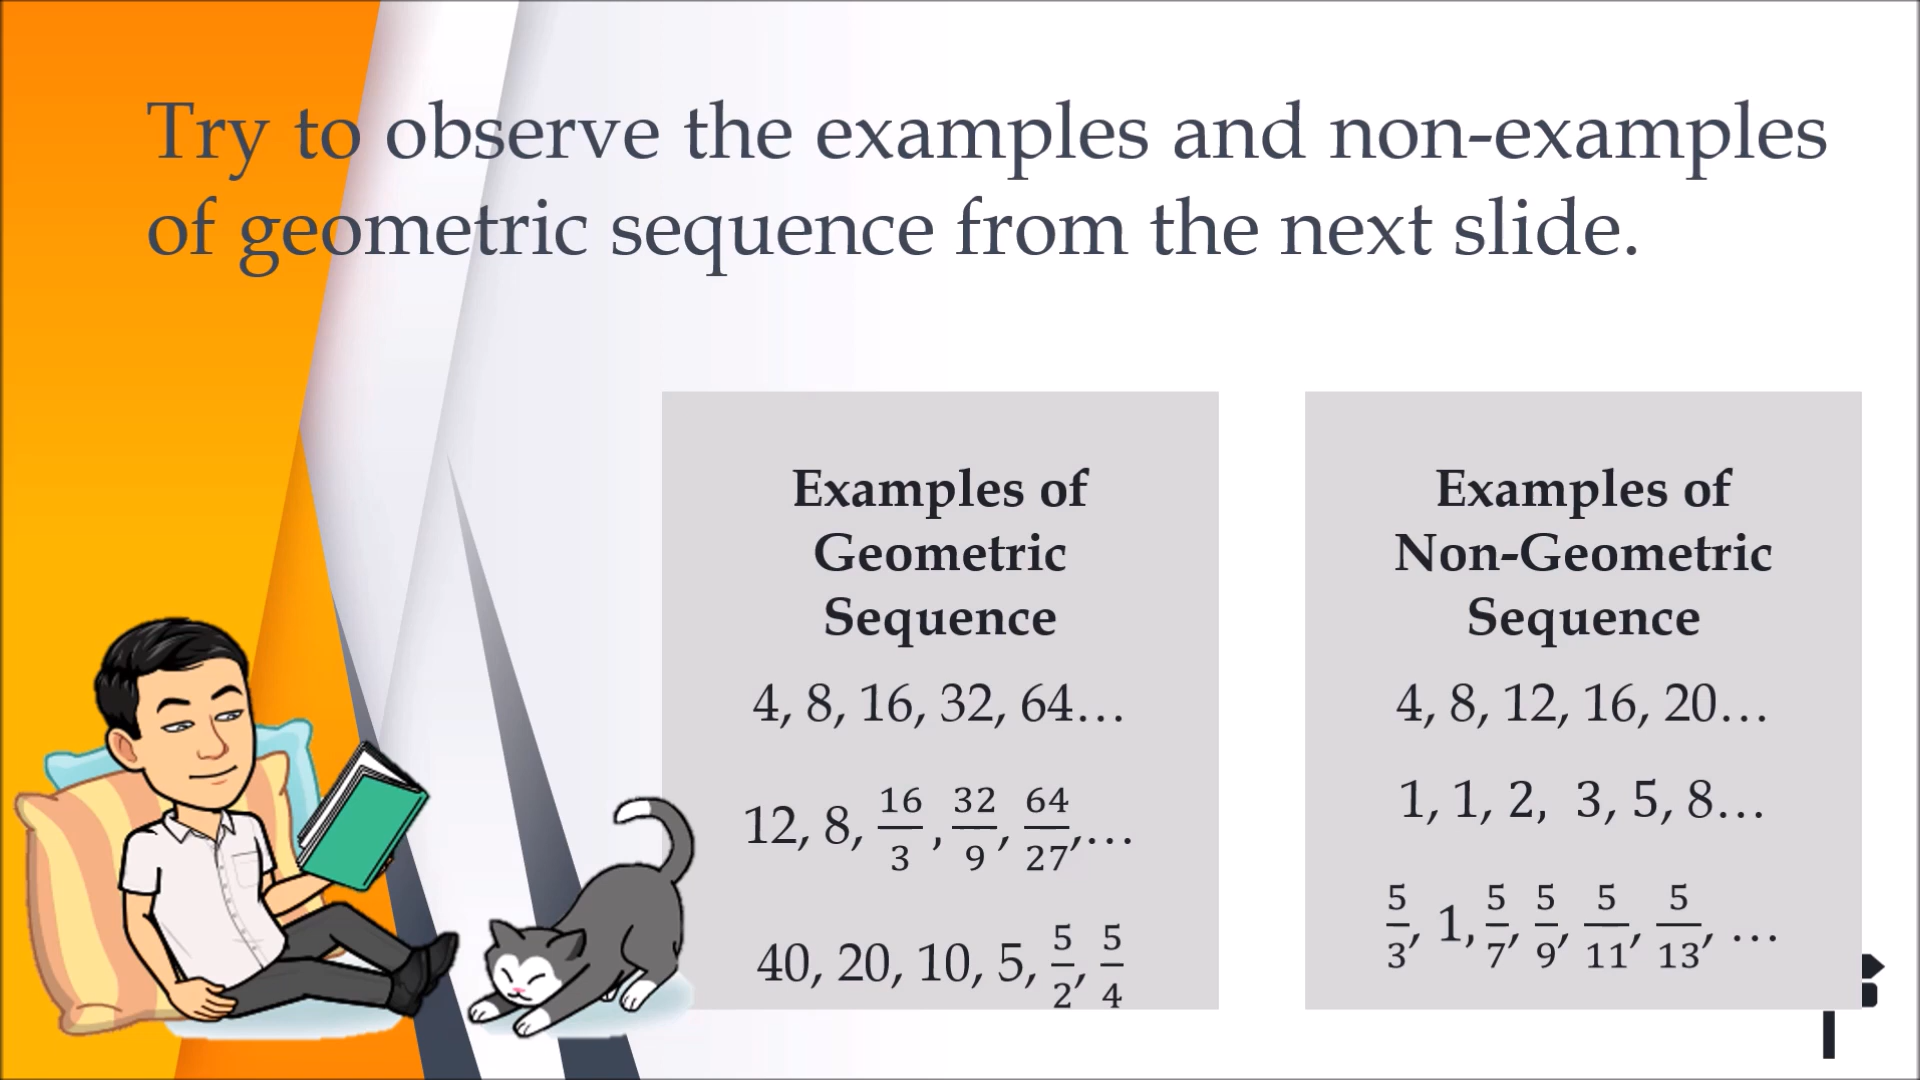 Try to observe the examples and non-examples
of geometric sequence from the next slide.
Examples of
Geometric
Sequence
4, 8, 16, 32, 64…
12, 8, 16/3, 32/9, 64/27,…
40, 20, 10, 5, 5/2, 5/4
Examples of
Non-Geometric
Sequence
4, 8, 12, 16, 20…
1, 1, 2, 3, 5, 8…
5/3, 1, 5/7, 5/9, 5/11, 5/13, …